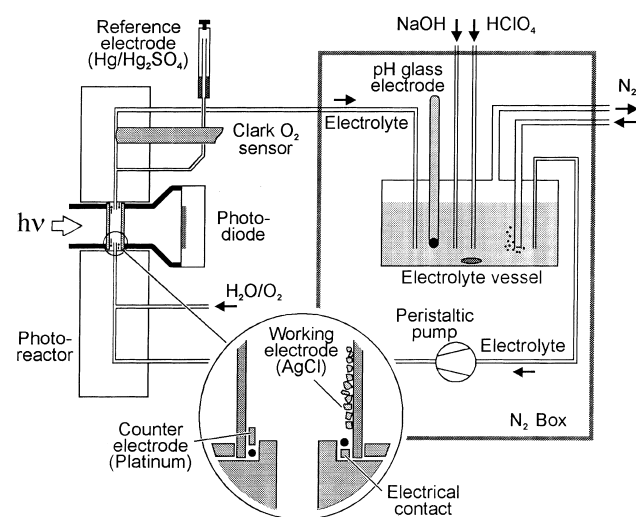 Reference
electrode
(Hg/Hg₂SO₄)
NaOH
HClO₄
pH glass
electrode
N₂
Clark O₂
sensor
Electrolyte
hν
Photo-
diode
Electrolyte vessel
H₂O/O₂
Photo-
reactor
Working
electrode
(AgCl)
Peristaltic
pump
Electrolyte
Counter
electrode
(Platinum)
N₂ Box
Electrical
contact